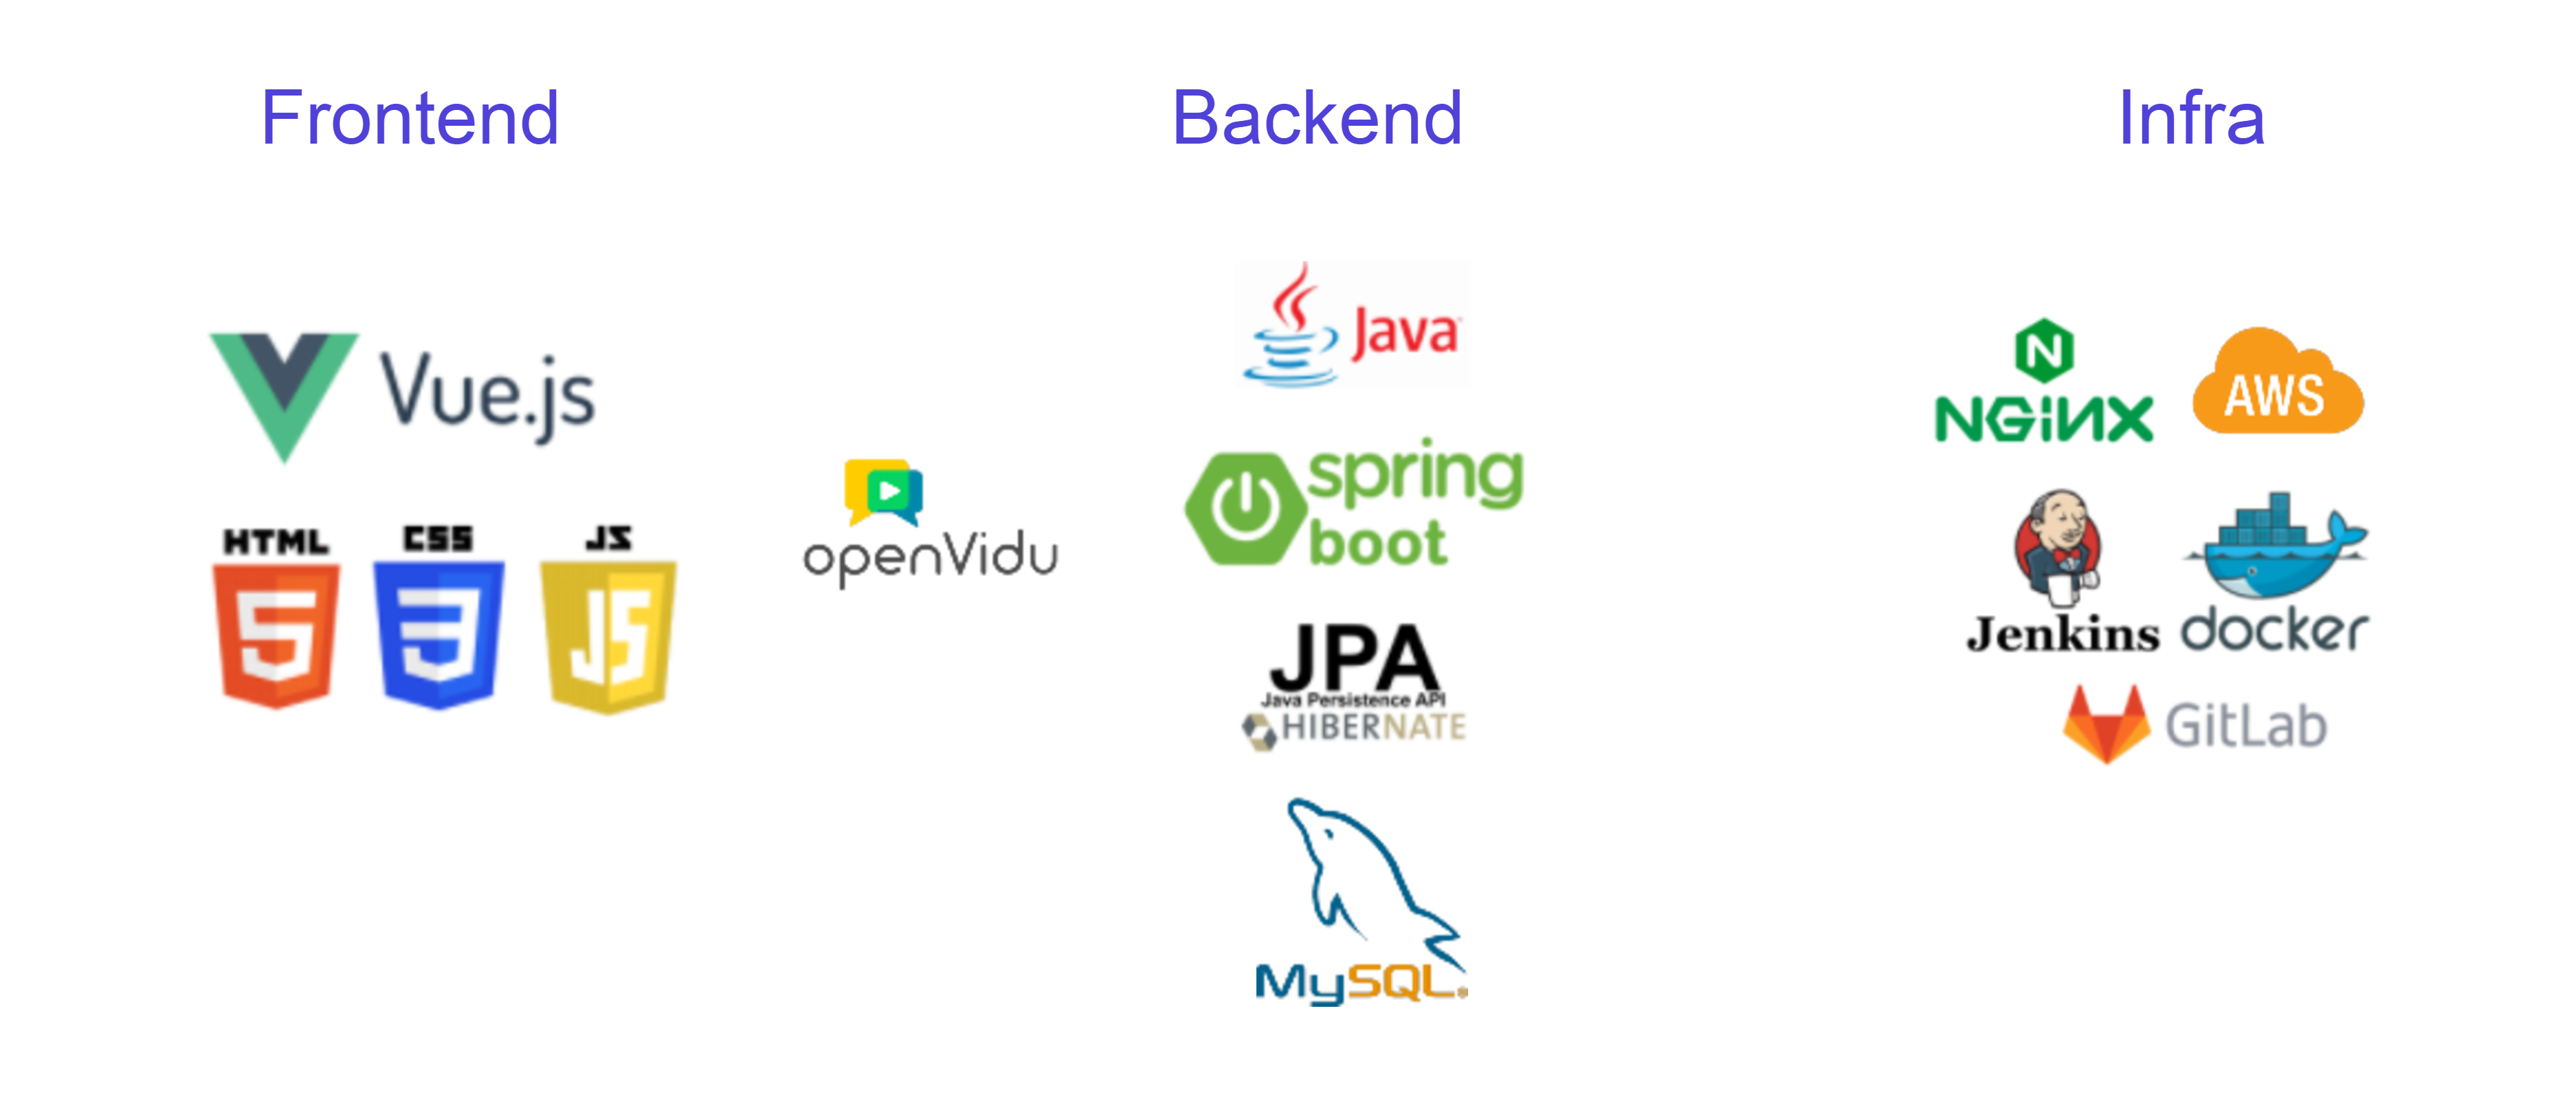 Frontend
Vue.js
HTML CSS JS
5 3 JS
openVidu
Backend
Java
spring
boot
JPA
Java Persistence API
HIBERNATE
MySQL
Infra
N
NGINX
AWS
Jenkins
docker
GitLab